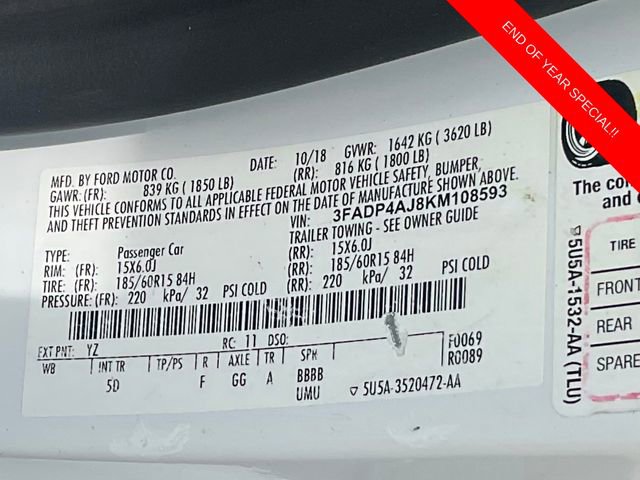 END OF YEAR SPECIAL!!
MFD. BY FORD MOTOR CO.
DATE: 10/18 GVWR: 1642 KG ( 3620 LB)
GAWR: (FR): 839 KG ( 1850 LB) (RR): 816 KG ( 1800 LB)
THIS VEHICLE CONFORMS TO ALL APPLICABLE FEDERAL MOTOR VEHICLE SAFETY, BUMPER,
AND THEFT PREVENTION STANDARDS IN EFFECT ON THE DATE OF MANUFACTURE SHOWN ABOVE.
VIN: 3FADP4AJ8KM108593
TYPE: Passenger Car TRAILER TOWING - SEE OWNER GUIDE
RIM: (FR): 15X6.0J (RR): 15X6.0J
TIRE: (FR): 185/60R15 84H (RR): 185/60R15 84H
PRESSURE: (FR): 220 kPa/ 32 PSI COLD (RR): 220 kPa/ 32 PSI COLD
EXT PNT: YZ RC: 11 DSO: F0069
WB INT TR TP/PS R AXLE TR SPR R0089
5D F GG A BBBB
UMU 5U5A-3520472-AA
The
and
TIRE
FRONT
REAR
SPARE
5U5A-1532-AA (TLU)